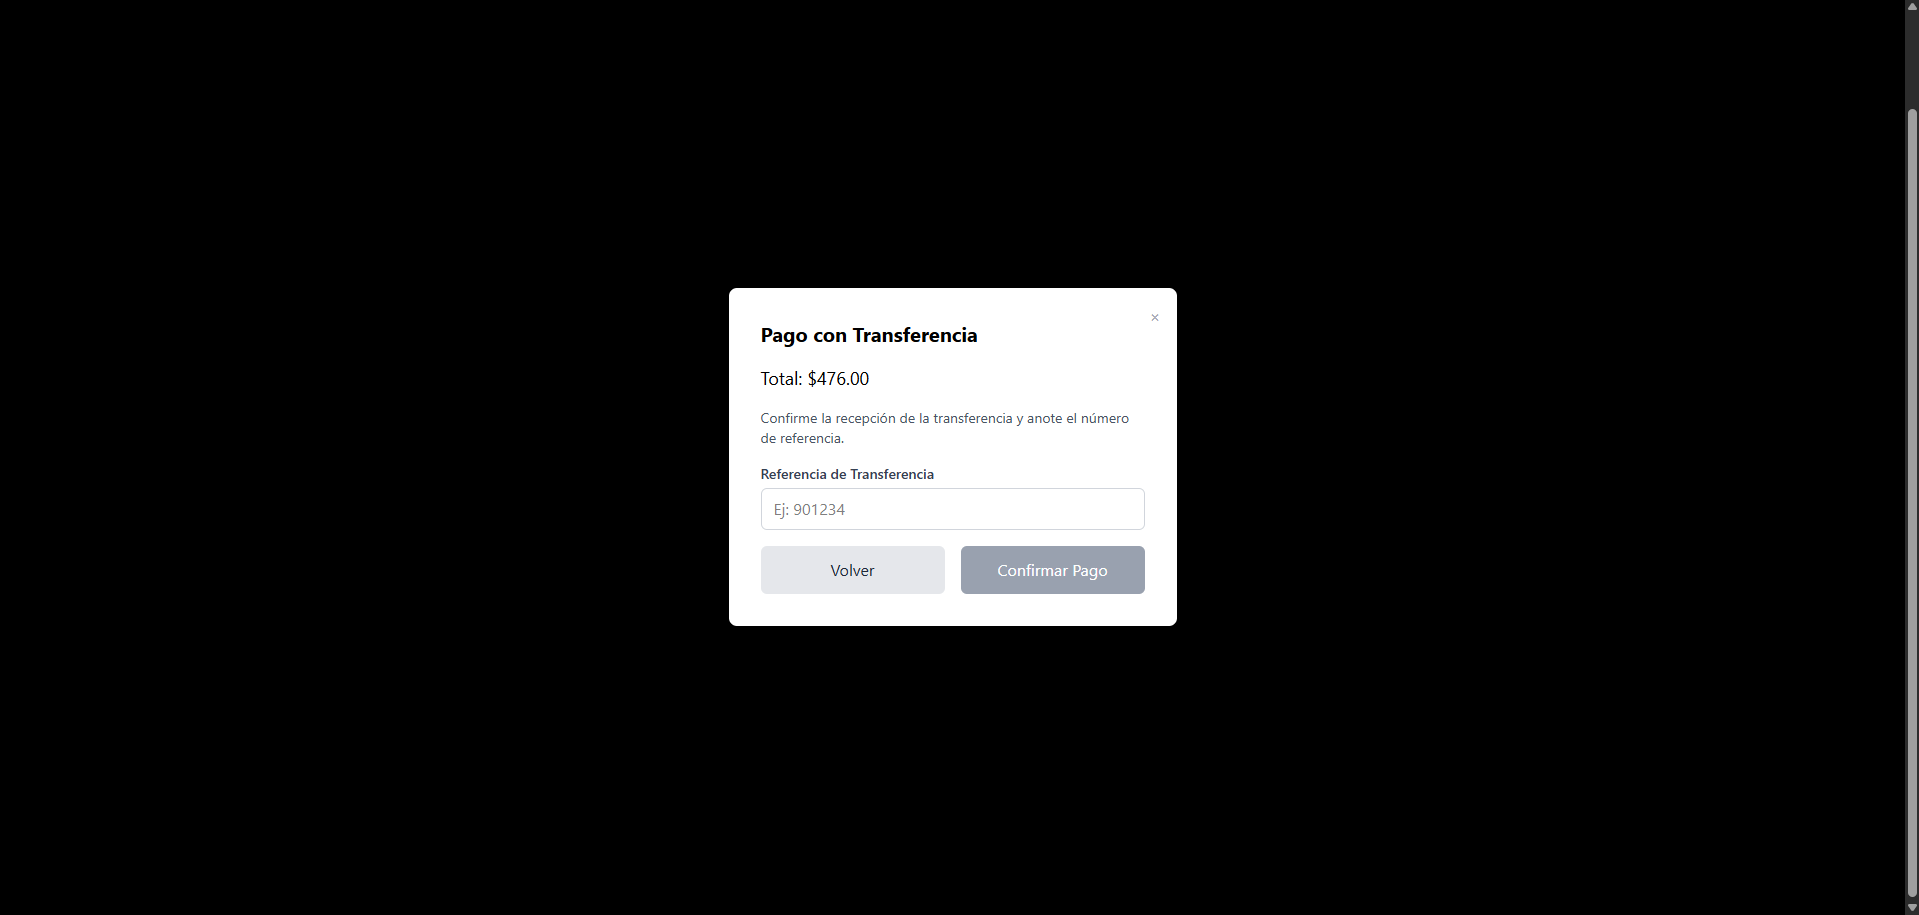 ×
Pago con Transferencia
Total: $476.00
Confirme la recepción de la transferencia y anote el número
de referencia.
Referencia de Transferencia
Ej: 901234
Volver
Confirmar Pago